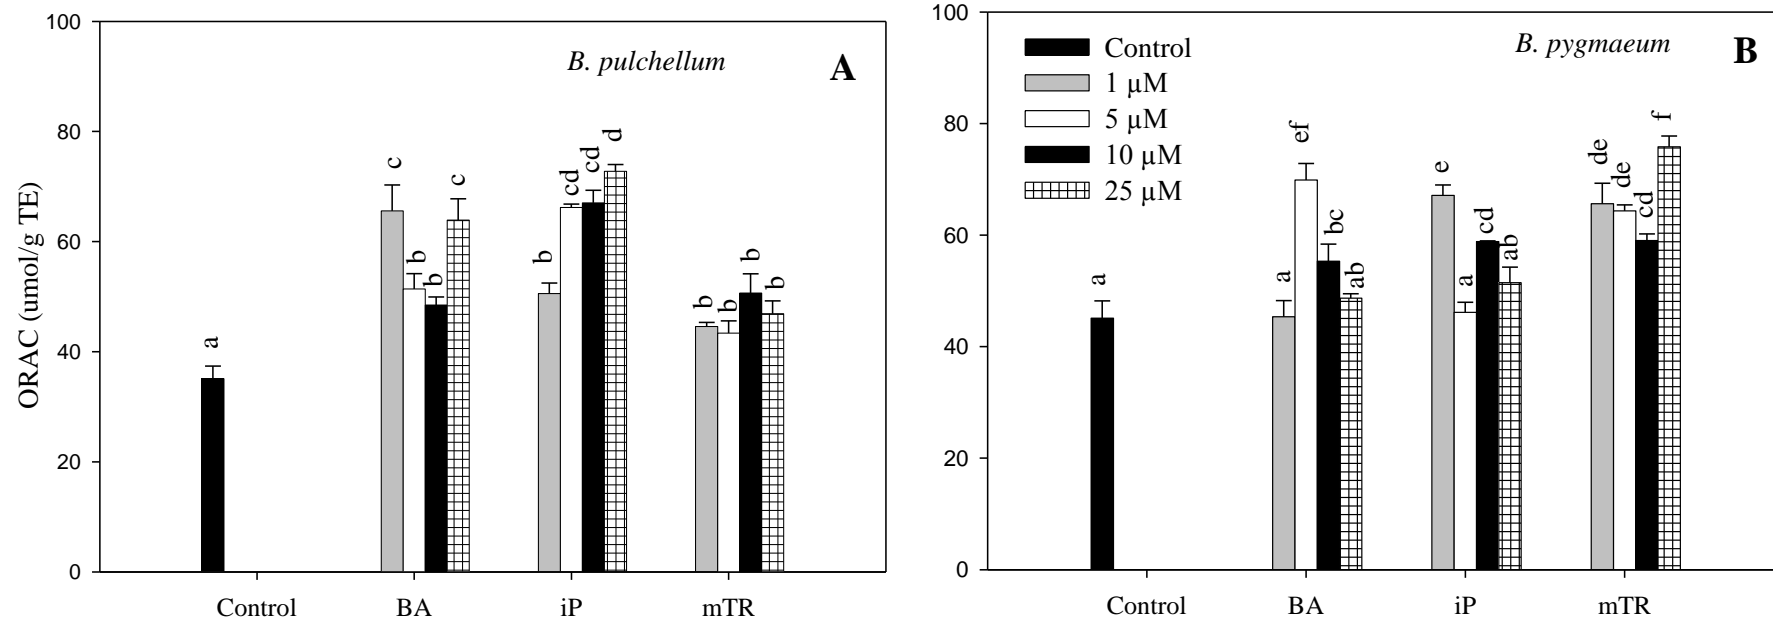 ORAC (umol/g TE)
100
80
60
40
20
0
B. pulchellum
A
a
c
b
b
c
b
cd
cd
d
b
b
b
b
Control
BA
iP
mTR
100
80
60
40
20
0
Control
1 µM
5 µM
10 µM
25 µM
B. pygmaeum
B
a
a
ef
bc
ab
e
a
cd
ab
de
de
cd
f
Control
BA
iP
mTR